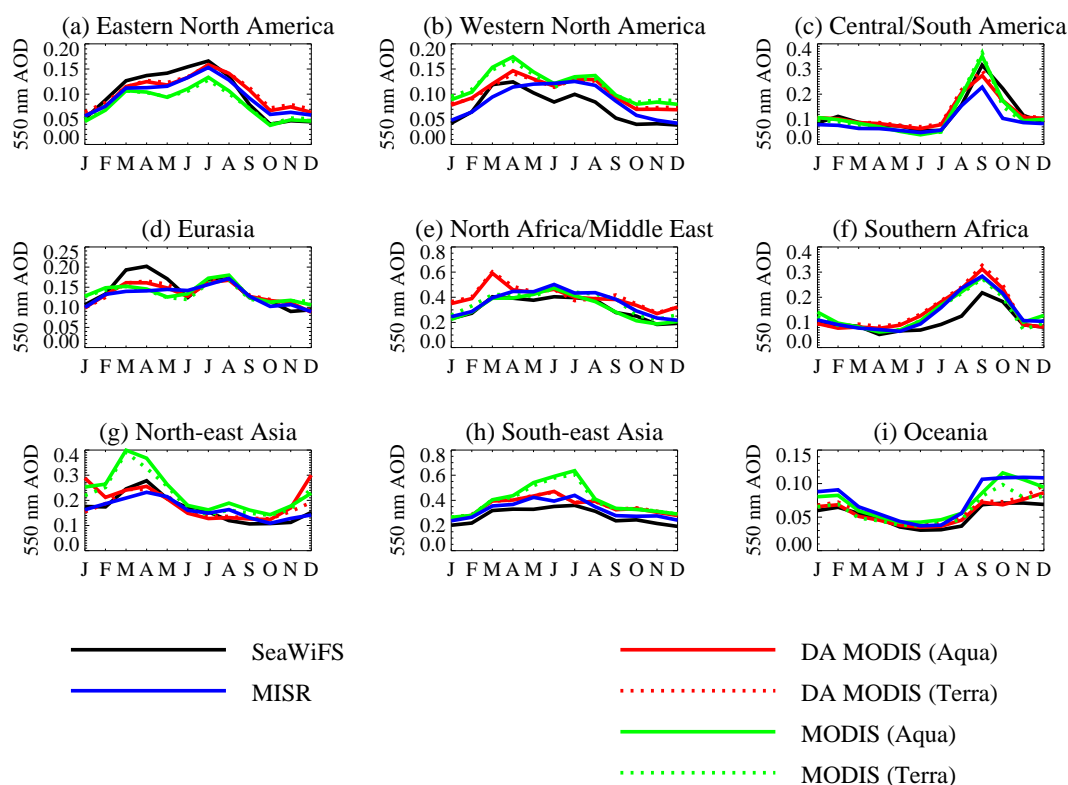 (a) Eastern North America
(b) Western North America
(c) Central/South America
550 nm AOD
0.20
0.15
0.10
0.05
0.00
J F M A M J J A S O N D
550 nm AOD
0.20
0.15
0.10
0.05
0.00
J F M A M J J A S O N D
550 nm AOD
0.4
0.3
0.2
0.1
0.0
J F M A M J J A S O N D
(d) Eurasia
(e) North Africa/Middle East
(f) Southern Africa
550 nm AOD
0.25
0.20
0.15
0.10
0.05
0.00
J F M A M J J A S O N D
550 nm AOD
0.8
0.6
0.4
0.2
0.0
J F M A M J J A S O N D
550 nm AOD
0.4
0.3
0.2
0.1
0.0
J F M A M J J A S O N D
(g) North-east Asia
(h) South-east Asia
(i) Oceania
550 nm AOD
0.4
0.3
0.2
0.1
0.0
J F M A M J J A S O N D
550 nm AOD
0.8
0.6
0.4
0.2
0.0
J F M A M J J A S O N D
550 nm AOD
0.15
0.10
0.05
0.00
J F M A M J J A S O N D
SeaWiFS
MISR
DA MODIS (Aqua)
DA MODIS (Terra)
MODIS (Aqua)
MODIS (Terra)